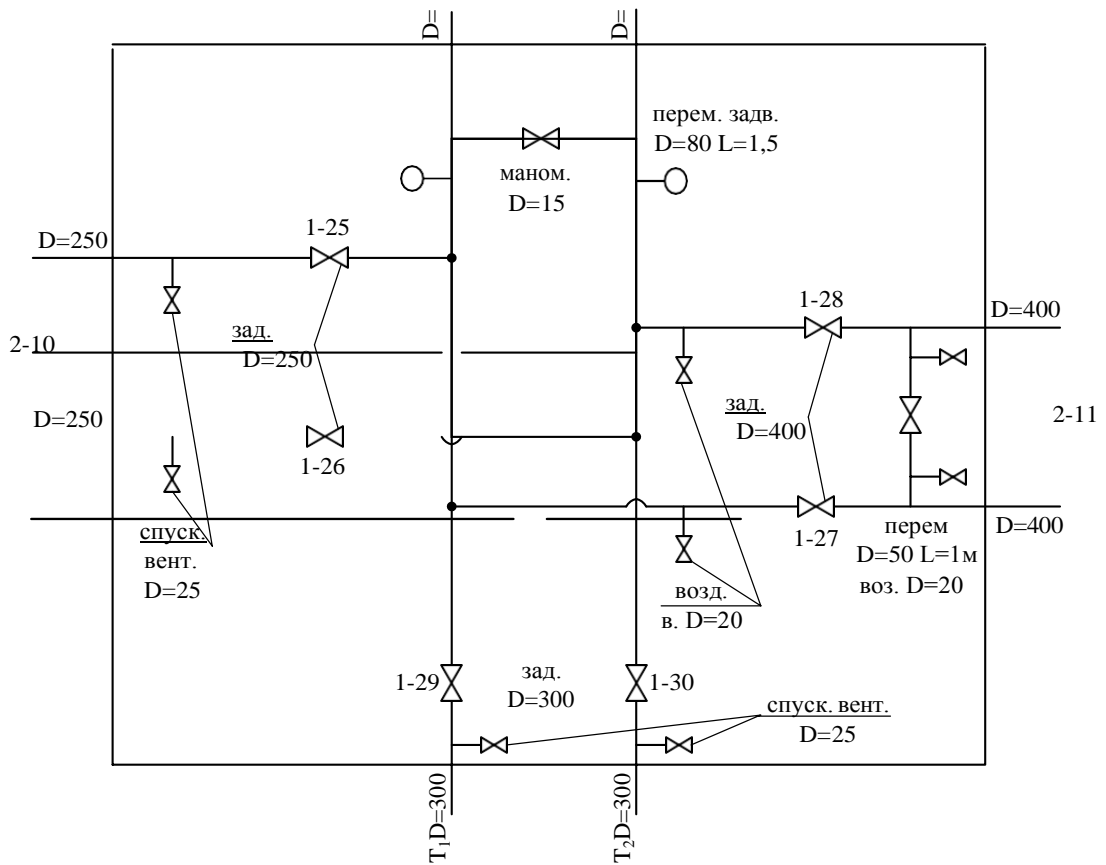 D=
D=
перем. задв.
D=80 L=1,5
маном.
D=15
1-25
D=250
1-28
D=400
зад.
D=250
2-10
D=250
зад.
D=400
2-11
1-26
1-27
D=400
спуск.
вент.
D=25
перем
D=50 L=1м
воз. D=20
возд.
в. D=20
1-29
зад.
D=300
1-30
спуск. вент.
D=25
T₁D=300
T₂D=300